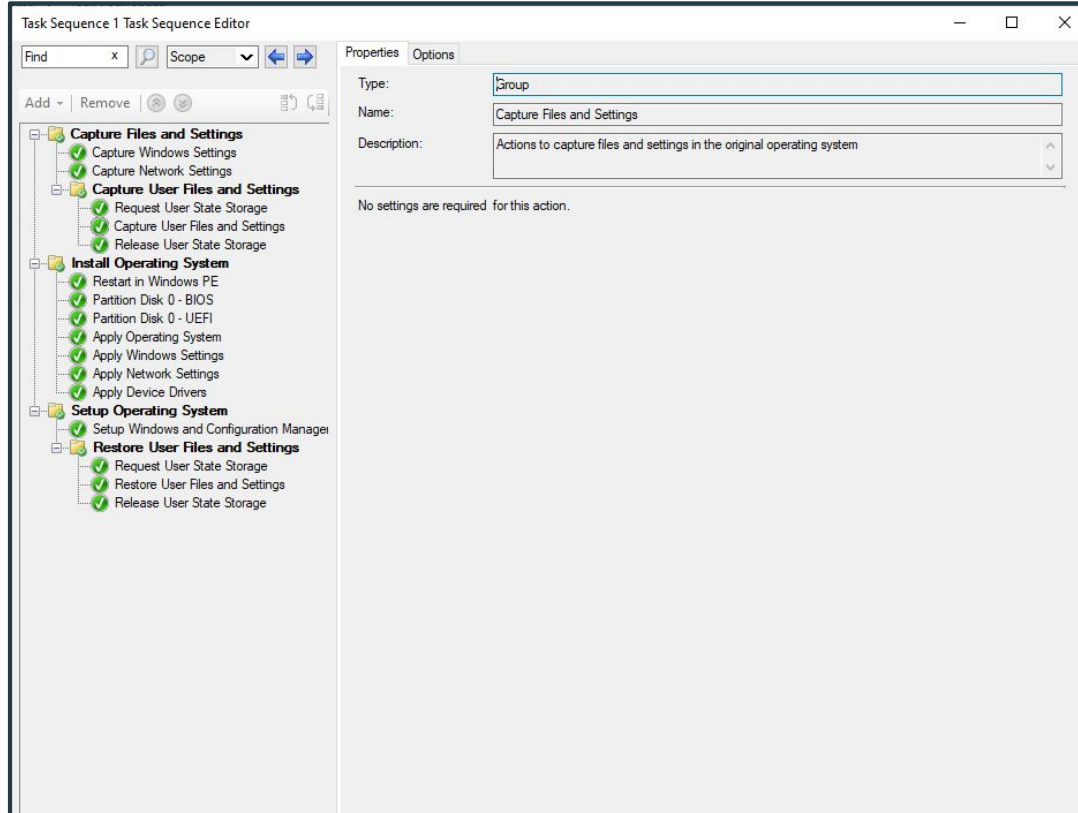 Task Sequence 1 Task Sequence Editor
Find x Scope
Add Remove
Capture Files and Settings
Capture Windows Settings
Capture Network Settings
Capture User Files and Settings
Request User State Storage
Capture User Files and Settings
Release User State Storage
Install Operating System
Restart in Windows PE
Partition Disk 0 - BIOS
Partition Disk 0 - UEFI
Apply Operating System
Apply Windows Settings
Apply Network Settings
Apply Device Drivers
Setup Operating System
Setup Windows and Configuration Manager
Restore User Files and Settings
Request User State Storage
Restore User Files and Settings
Release User State Storage
Properties Options
Type: Group
Name: Capture Files and Settings
Description: Actions to capture files and settings in the original operating system
No settings are required for this action.